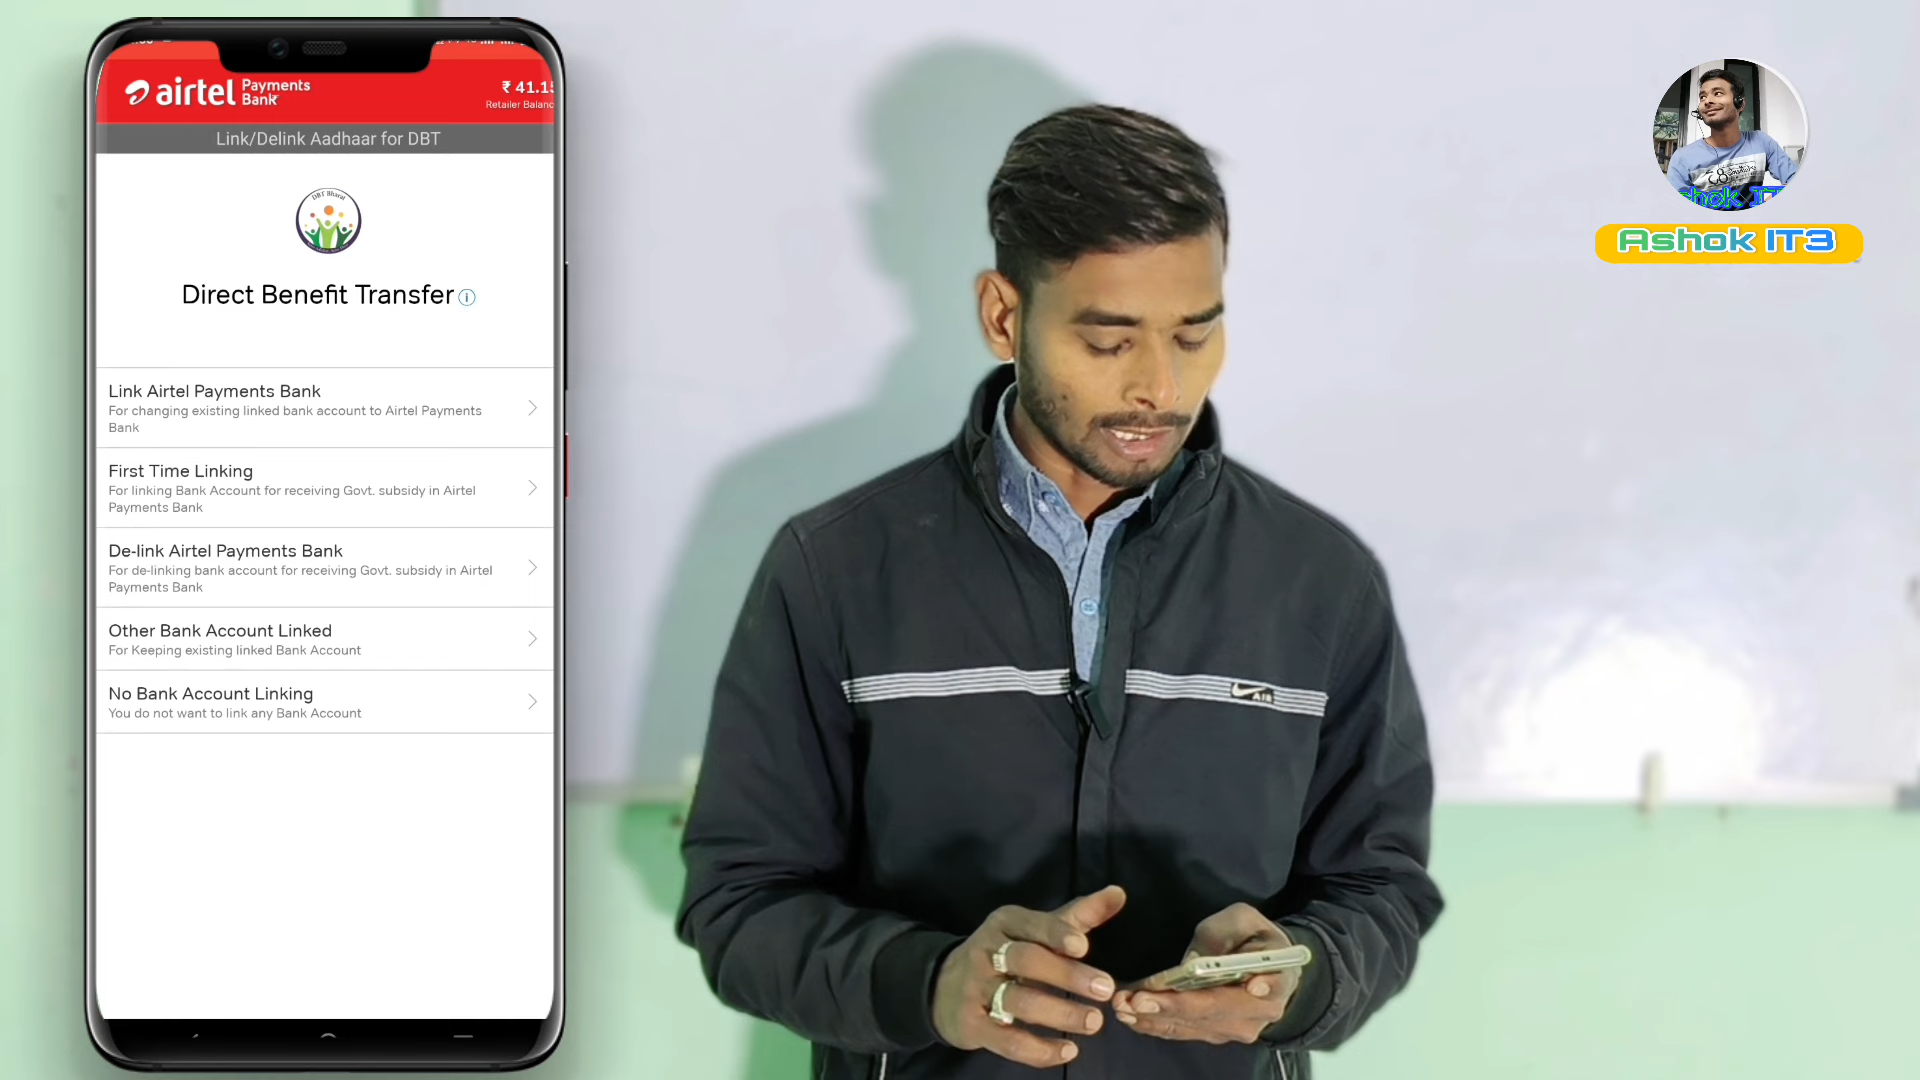 airtel Payments Bank
₹ 41.15
Retailer Balanc
Link/Delink Aadhaar for DBT
DBT Bharat
Direct Benefit Transfer
Link Airtel Payments Bank
For changing existing linked bank account to Airtel Payments
Bank
First Time Linking
For linking Bank Account for receiving Govt. subsidy in Airtel
Payments Bank
De-link Airtel Payments Bank
For de-linking bank account for receiving Govt. subsidy in Airtel
Payments Bank
Other Bank Account Linked
For Keeping existing linked Bank Account
No Bank Account Linking
You do not want to link any Bank Account
AIR
Ashok IT3